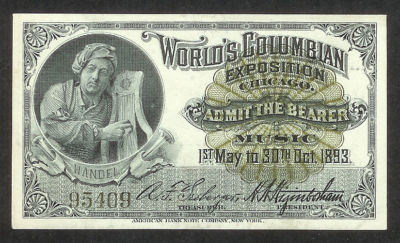 WORLD'S COLUMBIAN
EXPOSITION
CHICAGO.
ADMIT THE BEARER
MUSIC
1ST May to 30TH Oct. 1893.
HANDEL
95409
TREASURER.
PRESIDENT.
AMERICAN BANK NOTE COMPANY, NEW YORK.